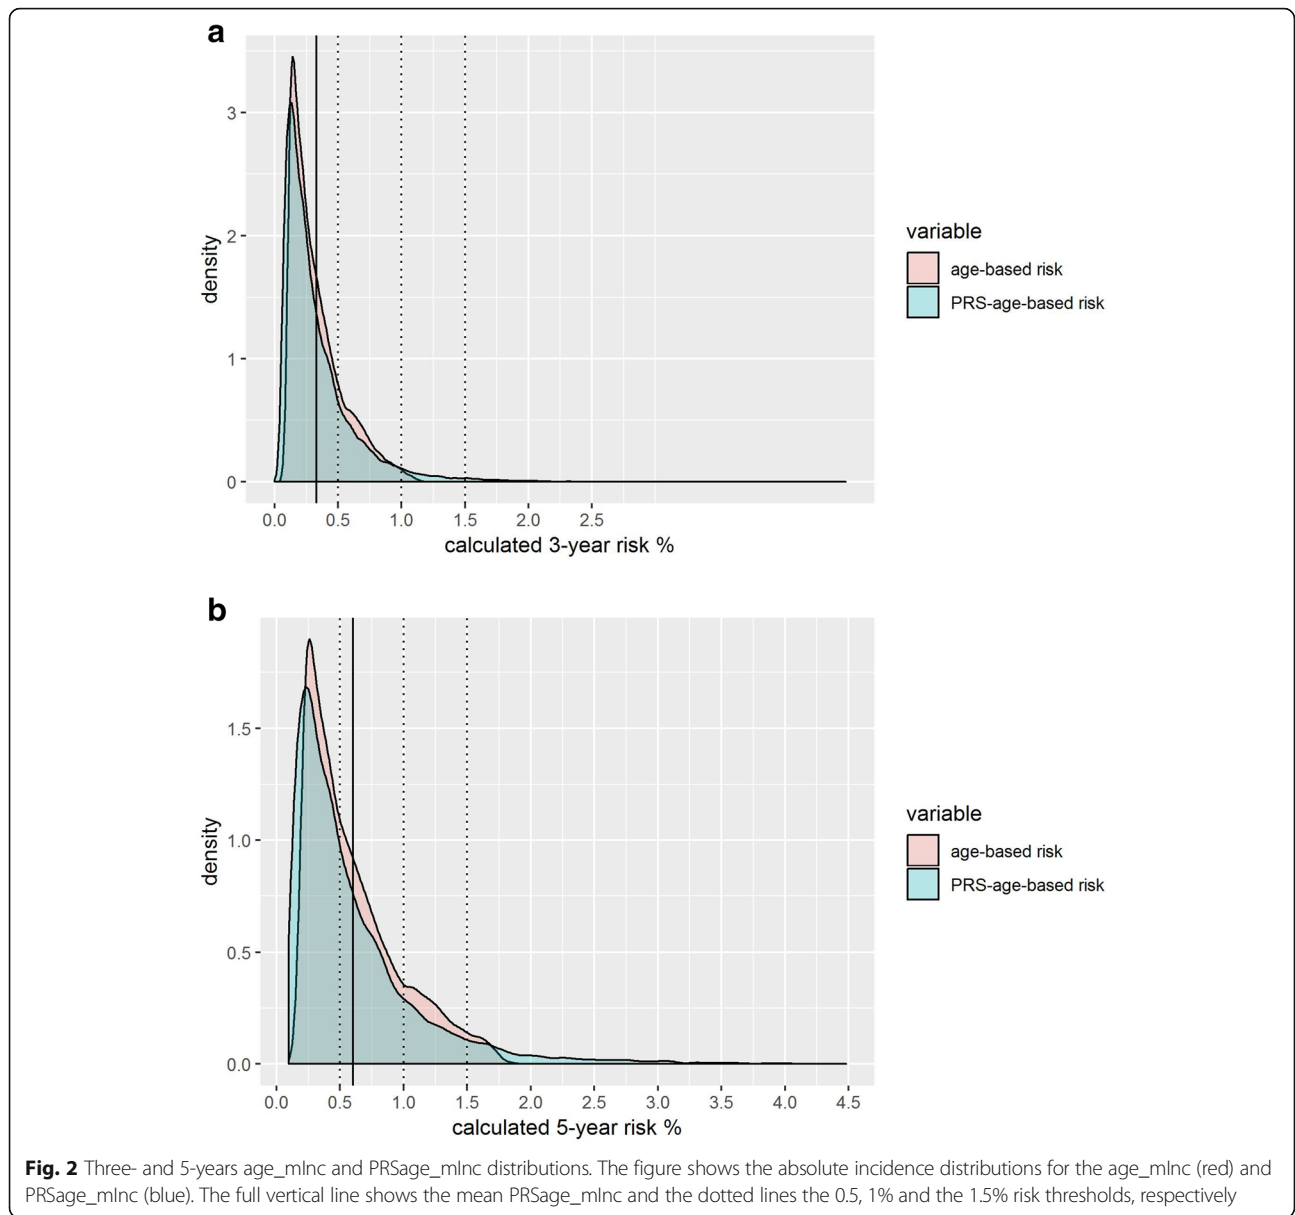 a
3
2
1
0
density
0.0 0.5 1.0 1.5 2.0 2.5
calculated 3-year risk %
variable
age-based risk
PRS-age-based risk
b
1.5
1.0
0.5
0.0
density
0.0 0.5 1.0 1.5 2.0 2.5 3.0 3.5 4.0 4.5
calculated 5-year risk %
variable
age-based risk
PRS-age-based risk
Fig. 2 Three- and 5-years age_mInc and PRSage_mInc distributions. The figure shows the absolute incidence distributions for the age_mInc (red) and
PRSage_mInc (blue). The full vertical line shows the mean PRSage_mInc and the dotted lines the 0.5, 1% and the 1.5% risk thresholds, respectively